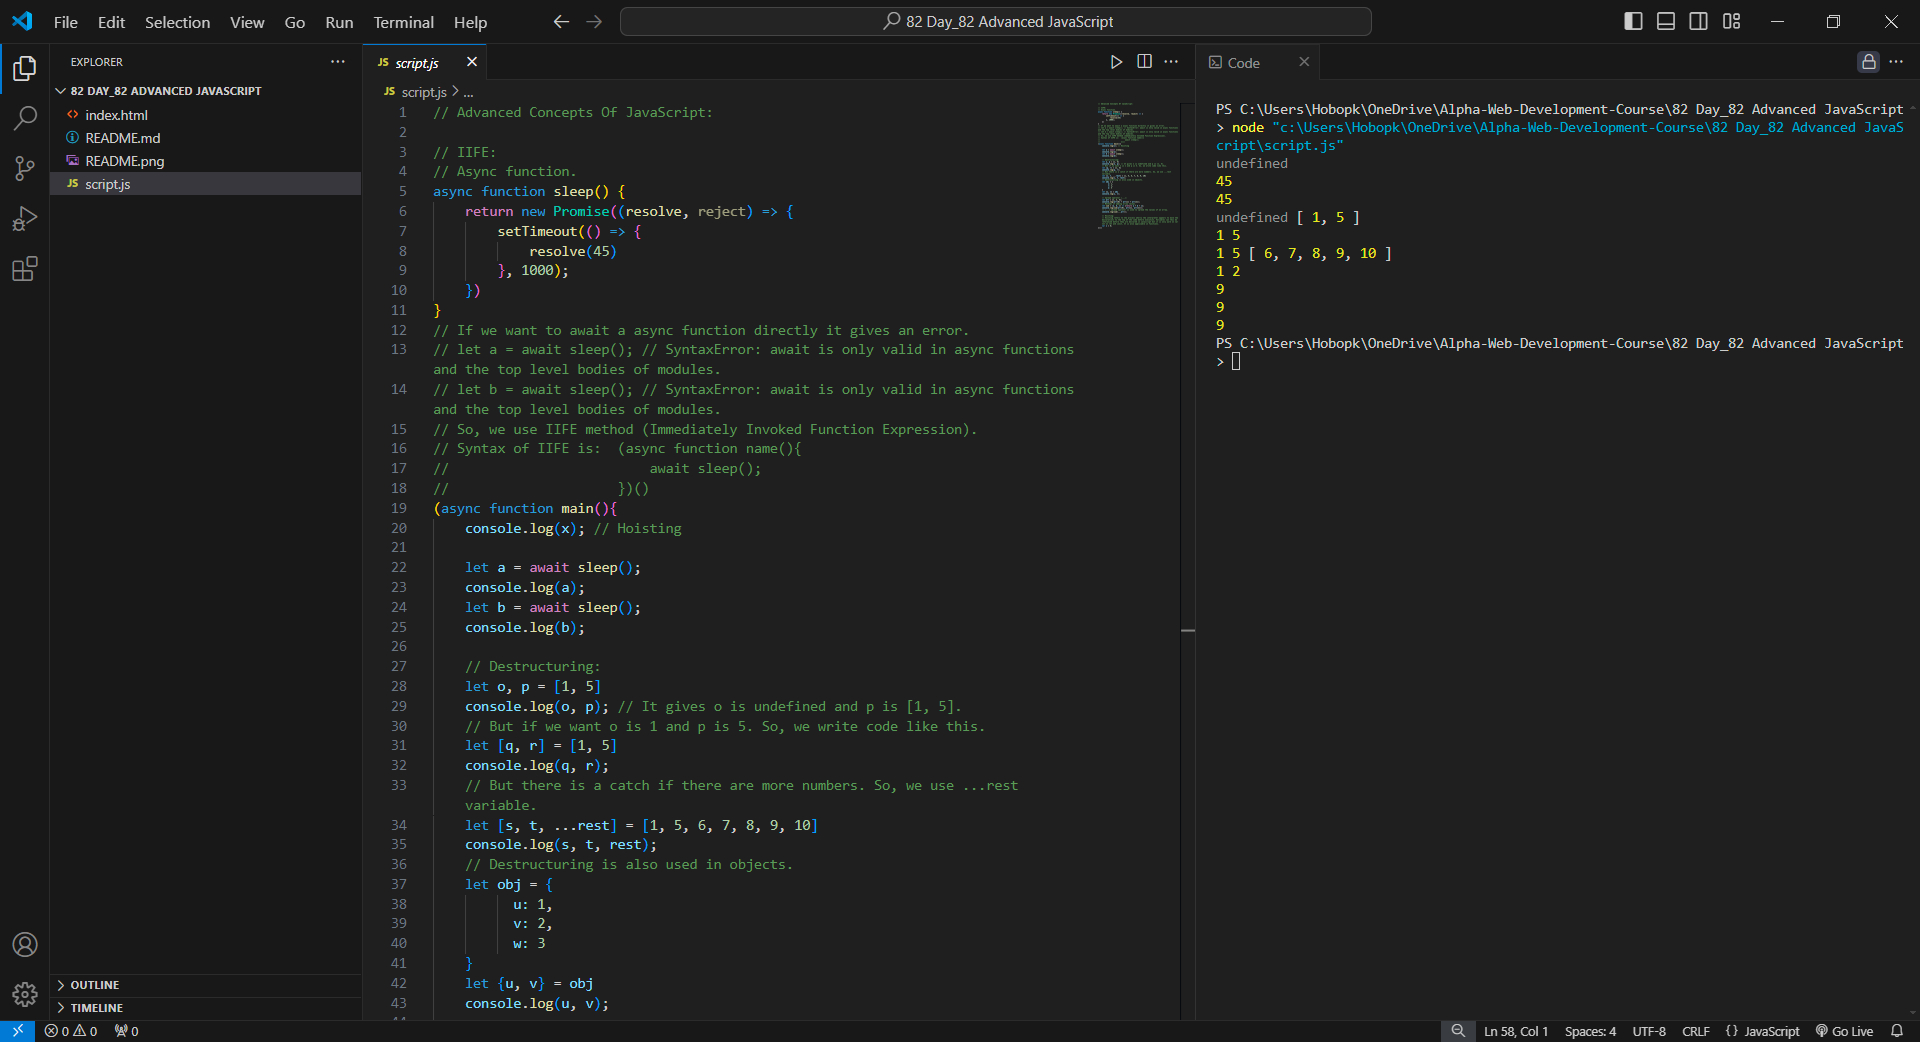 File Edit Selection View Go Run Terminal Help
82 Day_82 Advanced JavaScript
EXPLORER
82 DAY_82 ADVANCED JAVASCRIPT
index.html
README.md
README.png
JS script.js
OUTLINE
TIMELINE
JS script.js
JS script.js > ...
1 // Advanced Concepts Of JavaScript:
2
3 // IIFE:
4 // Async function.
5 async function sleep() {
6 return new Promise((resolve, reject) => {
7 setTimeout(() => {
8 resolve(45)
9 }, 1000);
10 })
11 }
12 // If we want to await a async function directly it gives an error.
13 // let a = await sleep(); // SyntaxError: await is only valid in async functions
and the top level bodies of modules.
14 // let b = await sleep(); // SyntaxError: await is only valid in async functions
and the top level bodies of modules.
15 // So, we use IIFE method (Immediately Invoked Function Expression).
16 // Syntax of IIFE is: (async function name(){
17 // await sleep();
18 // })()
19 (async function main(){
20 console.log(x); // Hoisting
21
22 let a = await sleep();
23 console.log(a);
24 let b = await sleep();
25 console.log(b);
26
27 // Destructuring:
28 let o, p = [1, 5]
29 console.log(o, p); // It gives o is undefined and p is [1, 5].
30 // But if we want o is 1 and p is 5. So, we write code like this.
31 let [q, r] = [1, 5]
32 console.log(q, r);
33 // But there is a catch if there are more numbers. So, we use ...rest
variable.
34 let [s, t, ...rest] = [1, 5, 6, 7, 8, 9, 10]
35 console.log(s, t, rest);
36 // Destructuring is also used in objects.
37 let obj = {
38 u: 1,
39 v: 2,
40 w: 3
41 }
42 let {u, v} = obj
43 console.log(u, v);
Code
PS C:\Users\Hobopk\OneDrive\Alpha-Web-Development-Course\82 Day_82 Advanced JavaScript
> node "c:\Users\Hobopk\OneDrive\Alpha-Web-Development-Course\82 Day_82 Advanced JavaS
cript\script.js"
undefined
45
45
undefined [ 1, 5 ]
1 5
1 5 [ 6, 7, 8, 9, 10 ]
1 2
9
9
9
PS C:\Users\Hobopk\OneDrive\Alpha-Web-Development-Course\82 Day_82 Advanced JavaScript
>
0 0 0
Ln 58, Col 1 Spaces: 4 UTF-8 CRLF {} JavaScript Go Live